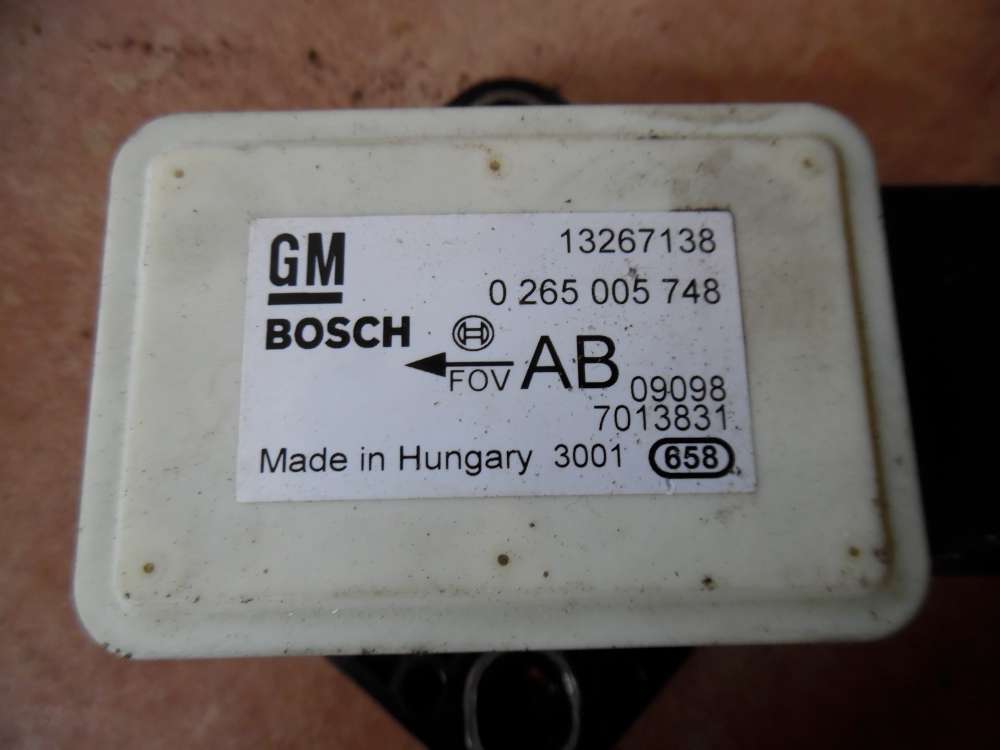 GM 13267138
0 265 005 748
BOSCH
FOV AB 09098
7013831
Made in Hungary 3001 658